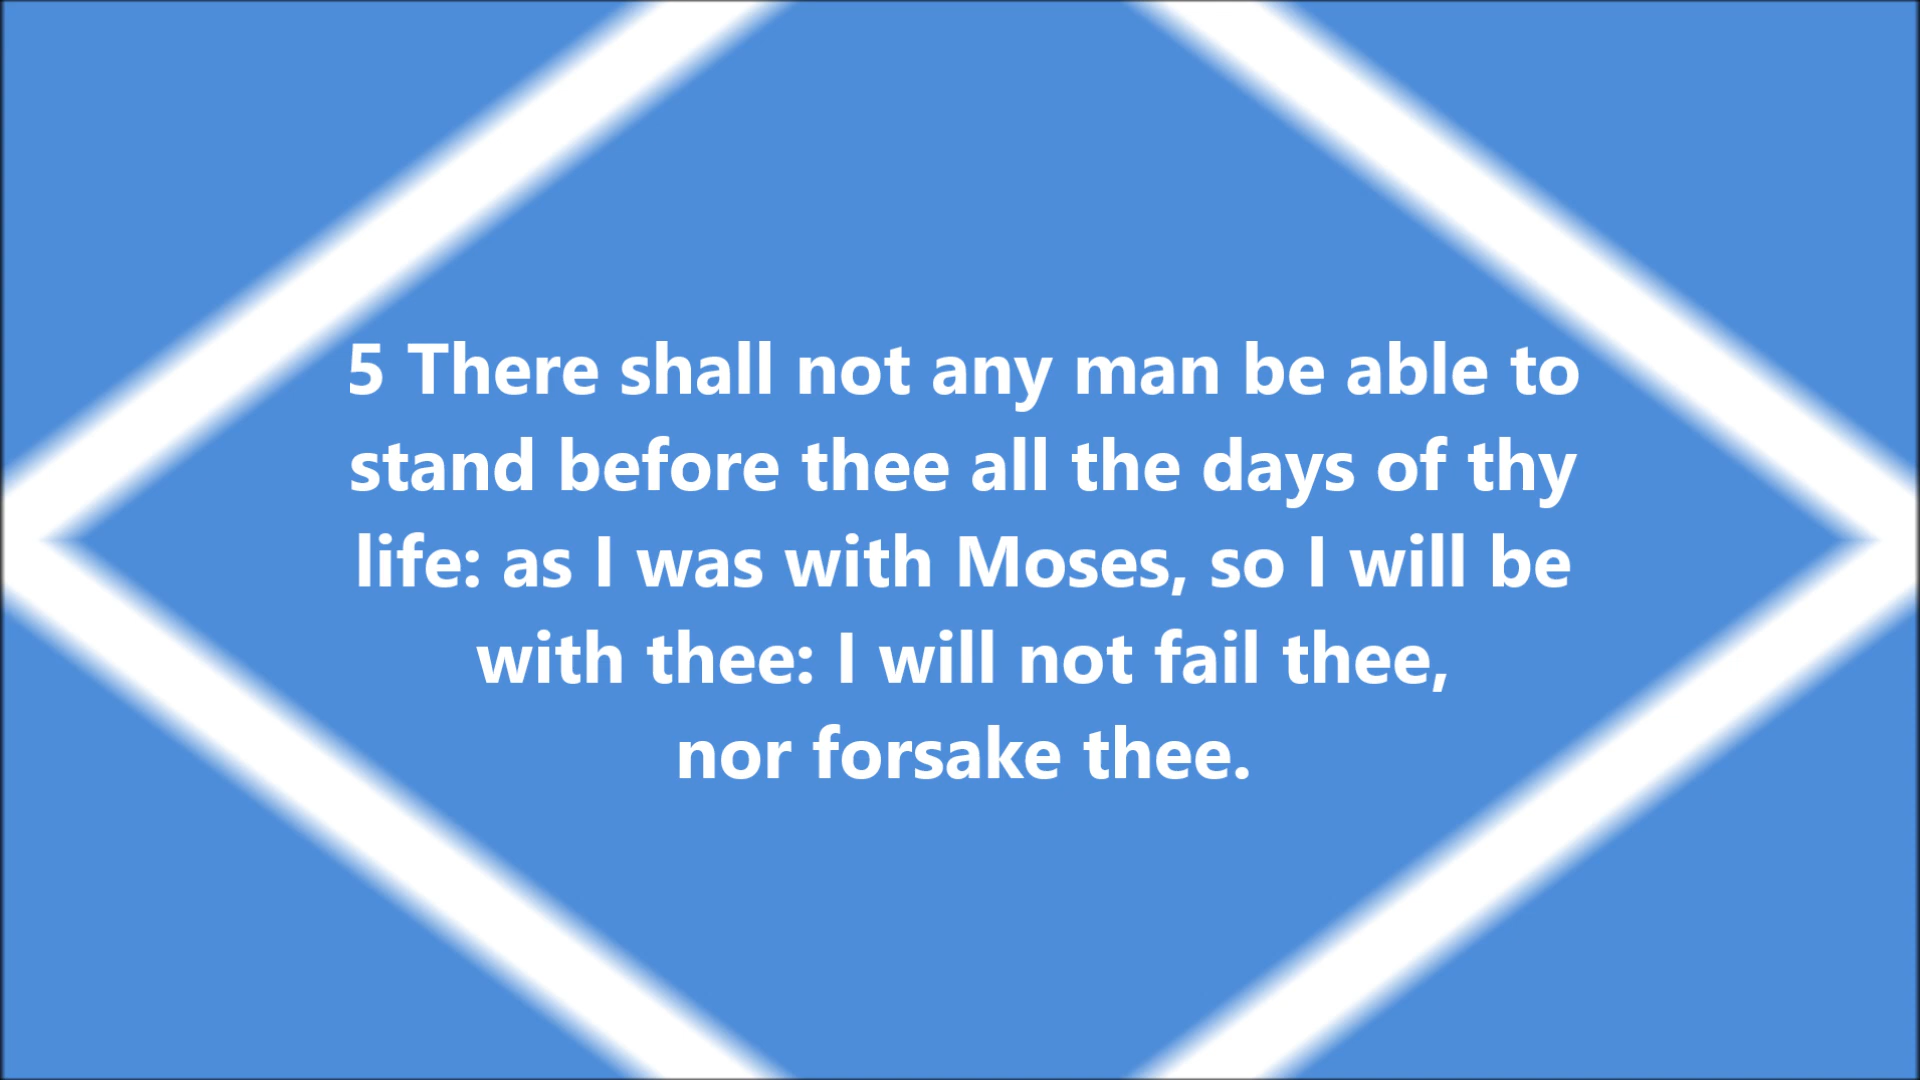 5 There shall not any man be able to
stand before thee all the days of thy
life: as I was with Moses, so I will be
with thee: I will not fail thee,
nor forsake thee.